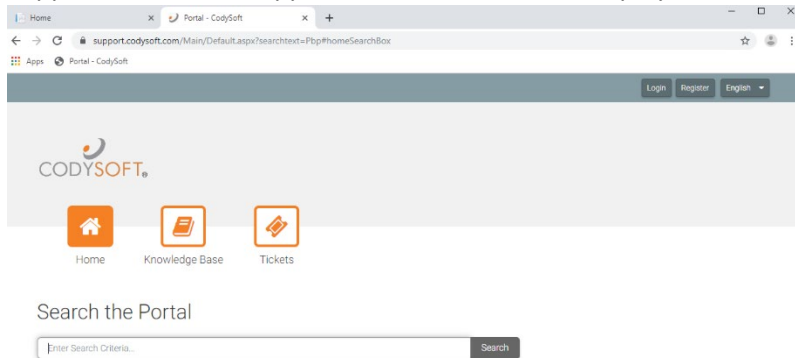 Home
Portal - CodySoft
support.codysoft.com/Main/Default.aspx?searchtext=Pbp#homeSearchBox
Apps
Portal - CodySoft
Login
Register
English
CODYSOFT®
Home
Knowledge Base
Tickets
Search the Portal
Enter Search Criteria...
Search